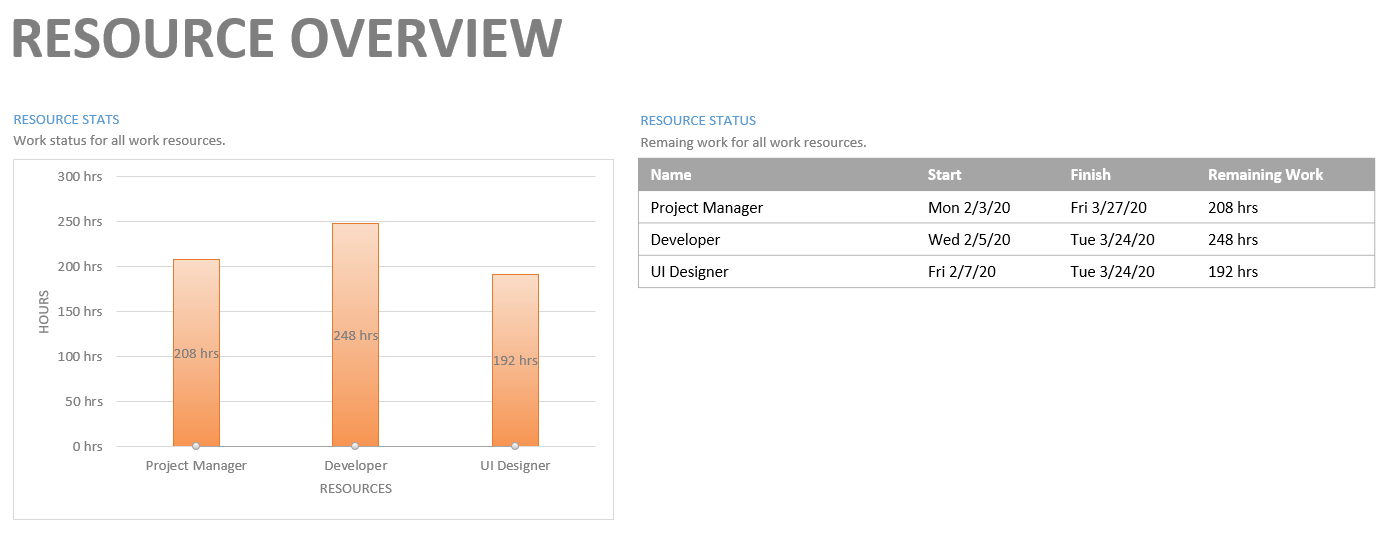 RESOURCE OVERVIEW
RESOURCE STATS
Work status for all work resources.
300 hrs
250 hrs
200 hrs
150 hrs
100 hrs
50 hrs
0 hrs
HOURS
208 hrs
248 hrs
192 hrs
Project Manager Developer UI Designer
RESOURCES
RESOURCE STATUS
Remaing work for all work resources.
Name Start Finish Remaining Work
Project Manager Mon 2/3/20 Fri 3/27/20 208 hrs
Developer Wed 2/5/20 Tue 3/24/20 248 hrs
UI Designer Fri 2/7/20 Tue 3/24/20 192 hrs